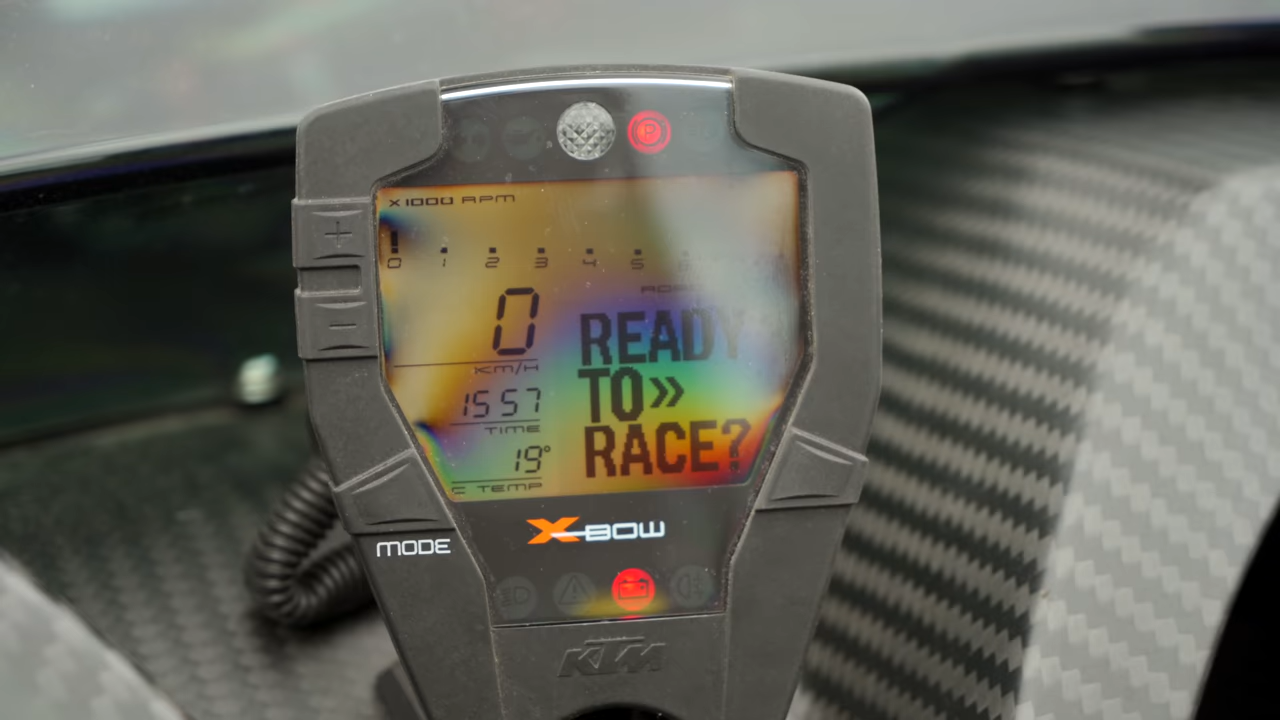 P
X1000 RPM
0 1 2 3 4 5
0
KM/H
READY
TO»
RACE?
1557
TIME
19°
C TEMP
X-BOW
MODE
KTM